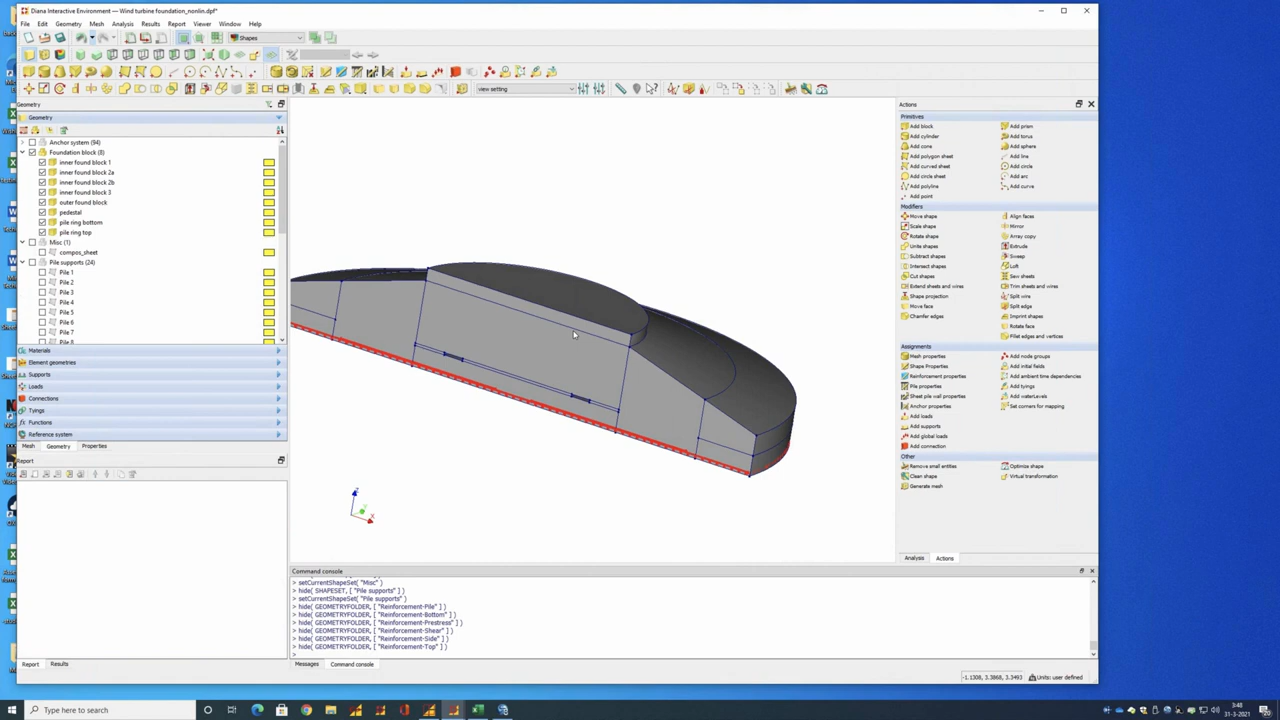 Diana Interactive Environment — Wind turbine foundation_nonlin.dpf*
File Edit Geometry Mesh Analysis Results Report Viewer Window Help
Shapes
view setting
Geometry
Geometry
Anchor system (94)
Foundation block (8)
inner found block 1
inner found block 2a
inner found block 2b
inner found block 3
outer found block
pedestal
pile ring bottom
pile ring top
Misc (1)
compos_sheet
Pile supports (24)
Pile 1
Pile 2
Pile 3
Pile 4
Pile 5
Pile 6
Pile 7
Pile 8
Materials
Element geometries
Supports
Loads
Connections
Tyings
Functions
Reference system
Mesh Geometry Properties
Report
Report Results
Z
Y
X
Command console
setCurrentShapeSet( "Misc" )
> hide( SHAPESET, [ "Pile supports" ] )
> setCurrentShapeSet( "Pile supports" )
> hide( GEOMETRYFOLDER, [ "Reinforcement-Pile" ] )
> hide( GEOMETRYFOLDER, [ "Reinforcement-Bottom" ] )
> hide( GEOMETRYFOLDER, [ "Reinforcement-Prestress" ] )
> hide( GEOMETRYFOLDER, [ "Reinforcement-Shear" ] )
> hide( GEOMETRYFOLDER, [ "Reinforcement-Side" ] )
> hide( GEOMETRYFOLDER, [ "Reinforcement-Top" ] )
>
Messages Command console
Actions
Primitives
Add block Add prism
Add cylinder Add torus
Add cone Add sphere
Add polygon sheet Add line
Add curved sheet Add circle
Add circle sheet Add arc
Add polyline Add curve
Add point
Modifiers
Move shape Align faces
Scale shape Mirror
Rotate shape Array copy
Unite shapes Extrude
Subtract shapes Sweep
Intersect shapes Loft
Cut shapes Sew sheets
Extend sheets and wires Trim sheets and wires
Shape projection Split wire
Move face Split edge
Chamfer edges Imprint shapes
Rotate face
Fillet edges and vertices
Assignments
Mesh properties Add node groups
Shape Properties Add initial fields
Reinforcement properties Add ambient time dependencies
Pile properties Add tyings
Sheet pile wall properties Add waterLevels
Anchor properties Set corners for mapping
Add loads
Add supports
Add global loads
Add connection
Other
Remove small entities Optimize shape
Clean shape Virtual transformation
Generate mesh
Analysis Actions
-1.1308, 3.3868, 3.3493 Units: user defined
Type here to search
3:48
31-3-2021